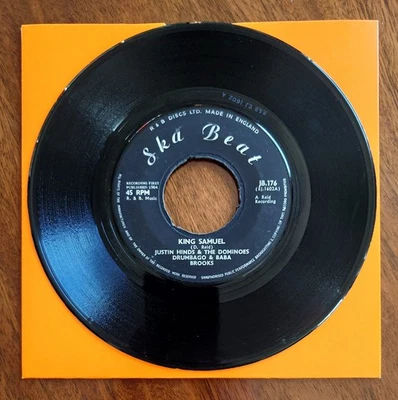 R & B DISCS LTD. MADE IN ENGLAND
Ska Beat
RECORDING FIRST
PUBLISHED 1964
45 RPM
R. & B. Music
JB.176
A Reid
Recording
KING SAMUEL
(D. Reid)
JUSTIN HINDS & THE DOMINOES
DRUMBAGO & BABA
BROOKS